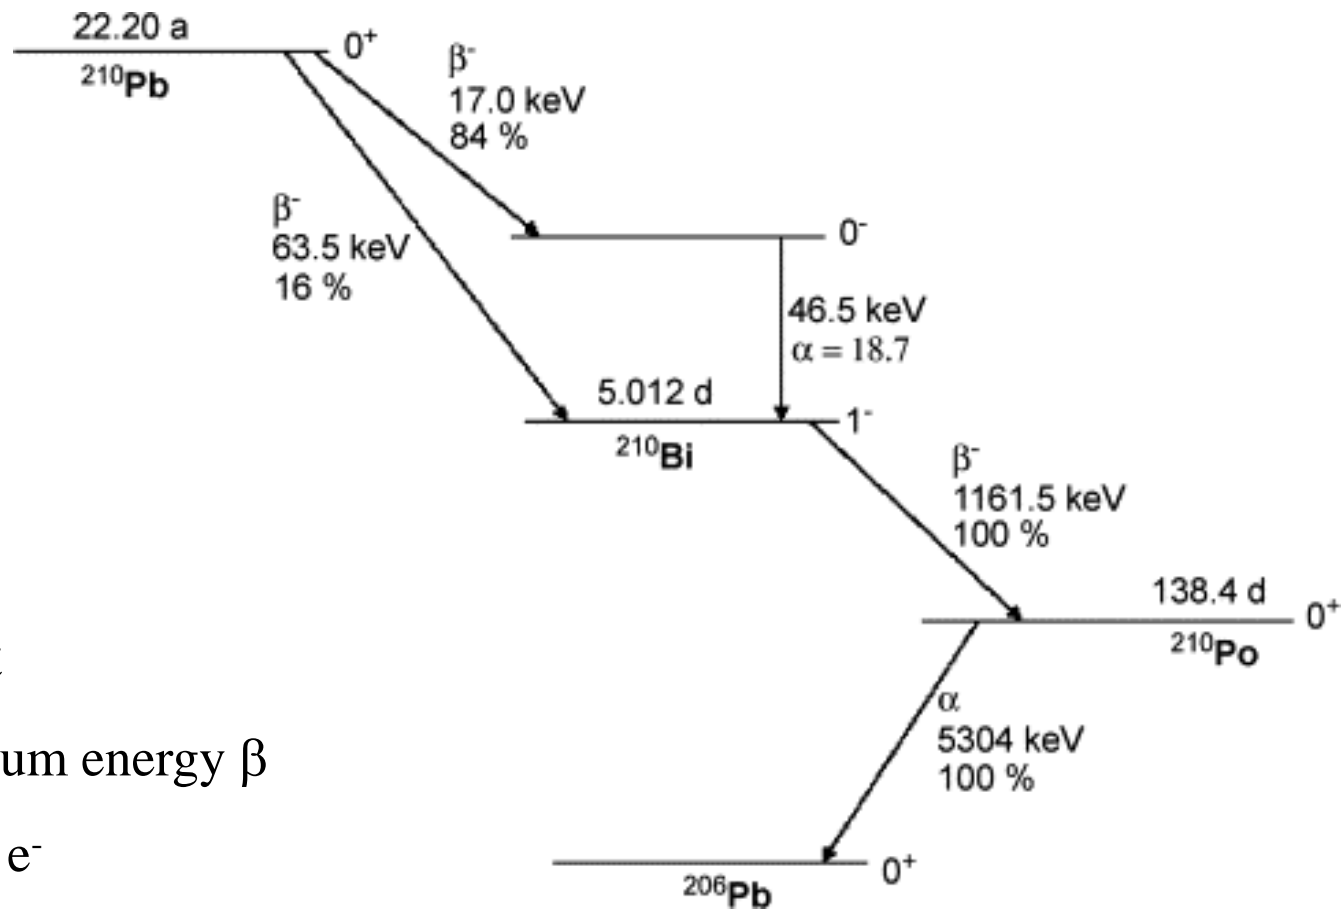 22.20 a
0⁺
²¹⁰Pb
β⁻
17.0 keV
84 %
β⁻
63.5 keV
16 %
0⁻
46.5 keV
α = 18.7
5.012 d
1⁻
²¹⁰Bi
β⁻
1161.5 keV
100 %
138.4 d
0⁺
²¹⁰Po
α
5304 keV
100 %
um energy β
e⁻
0⁺
²⁰⁶Pb